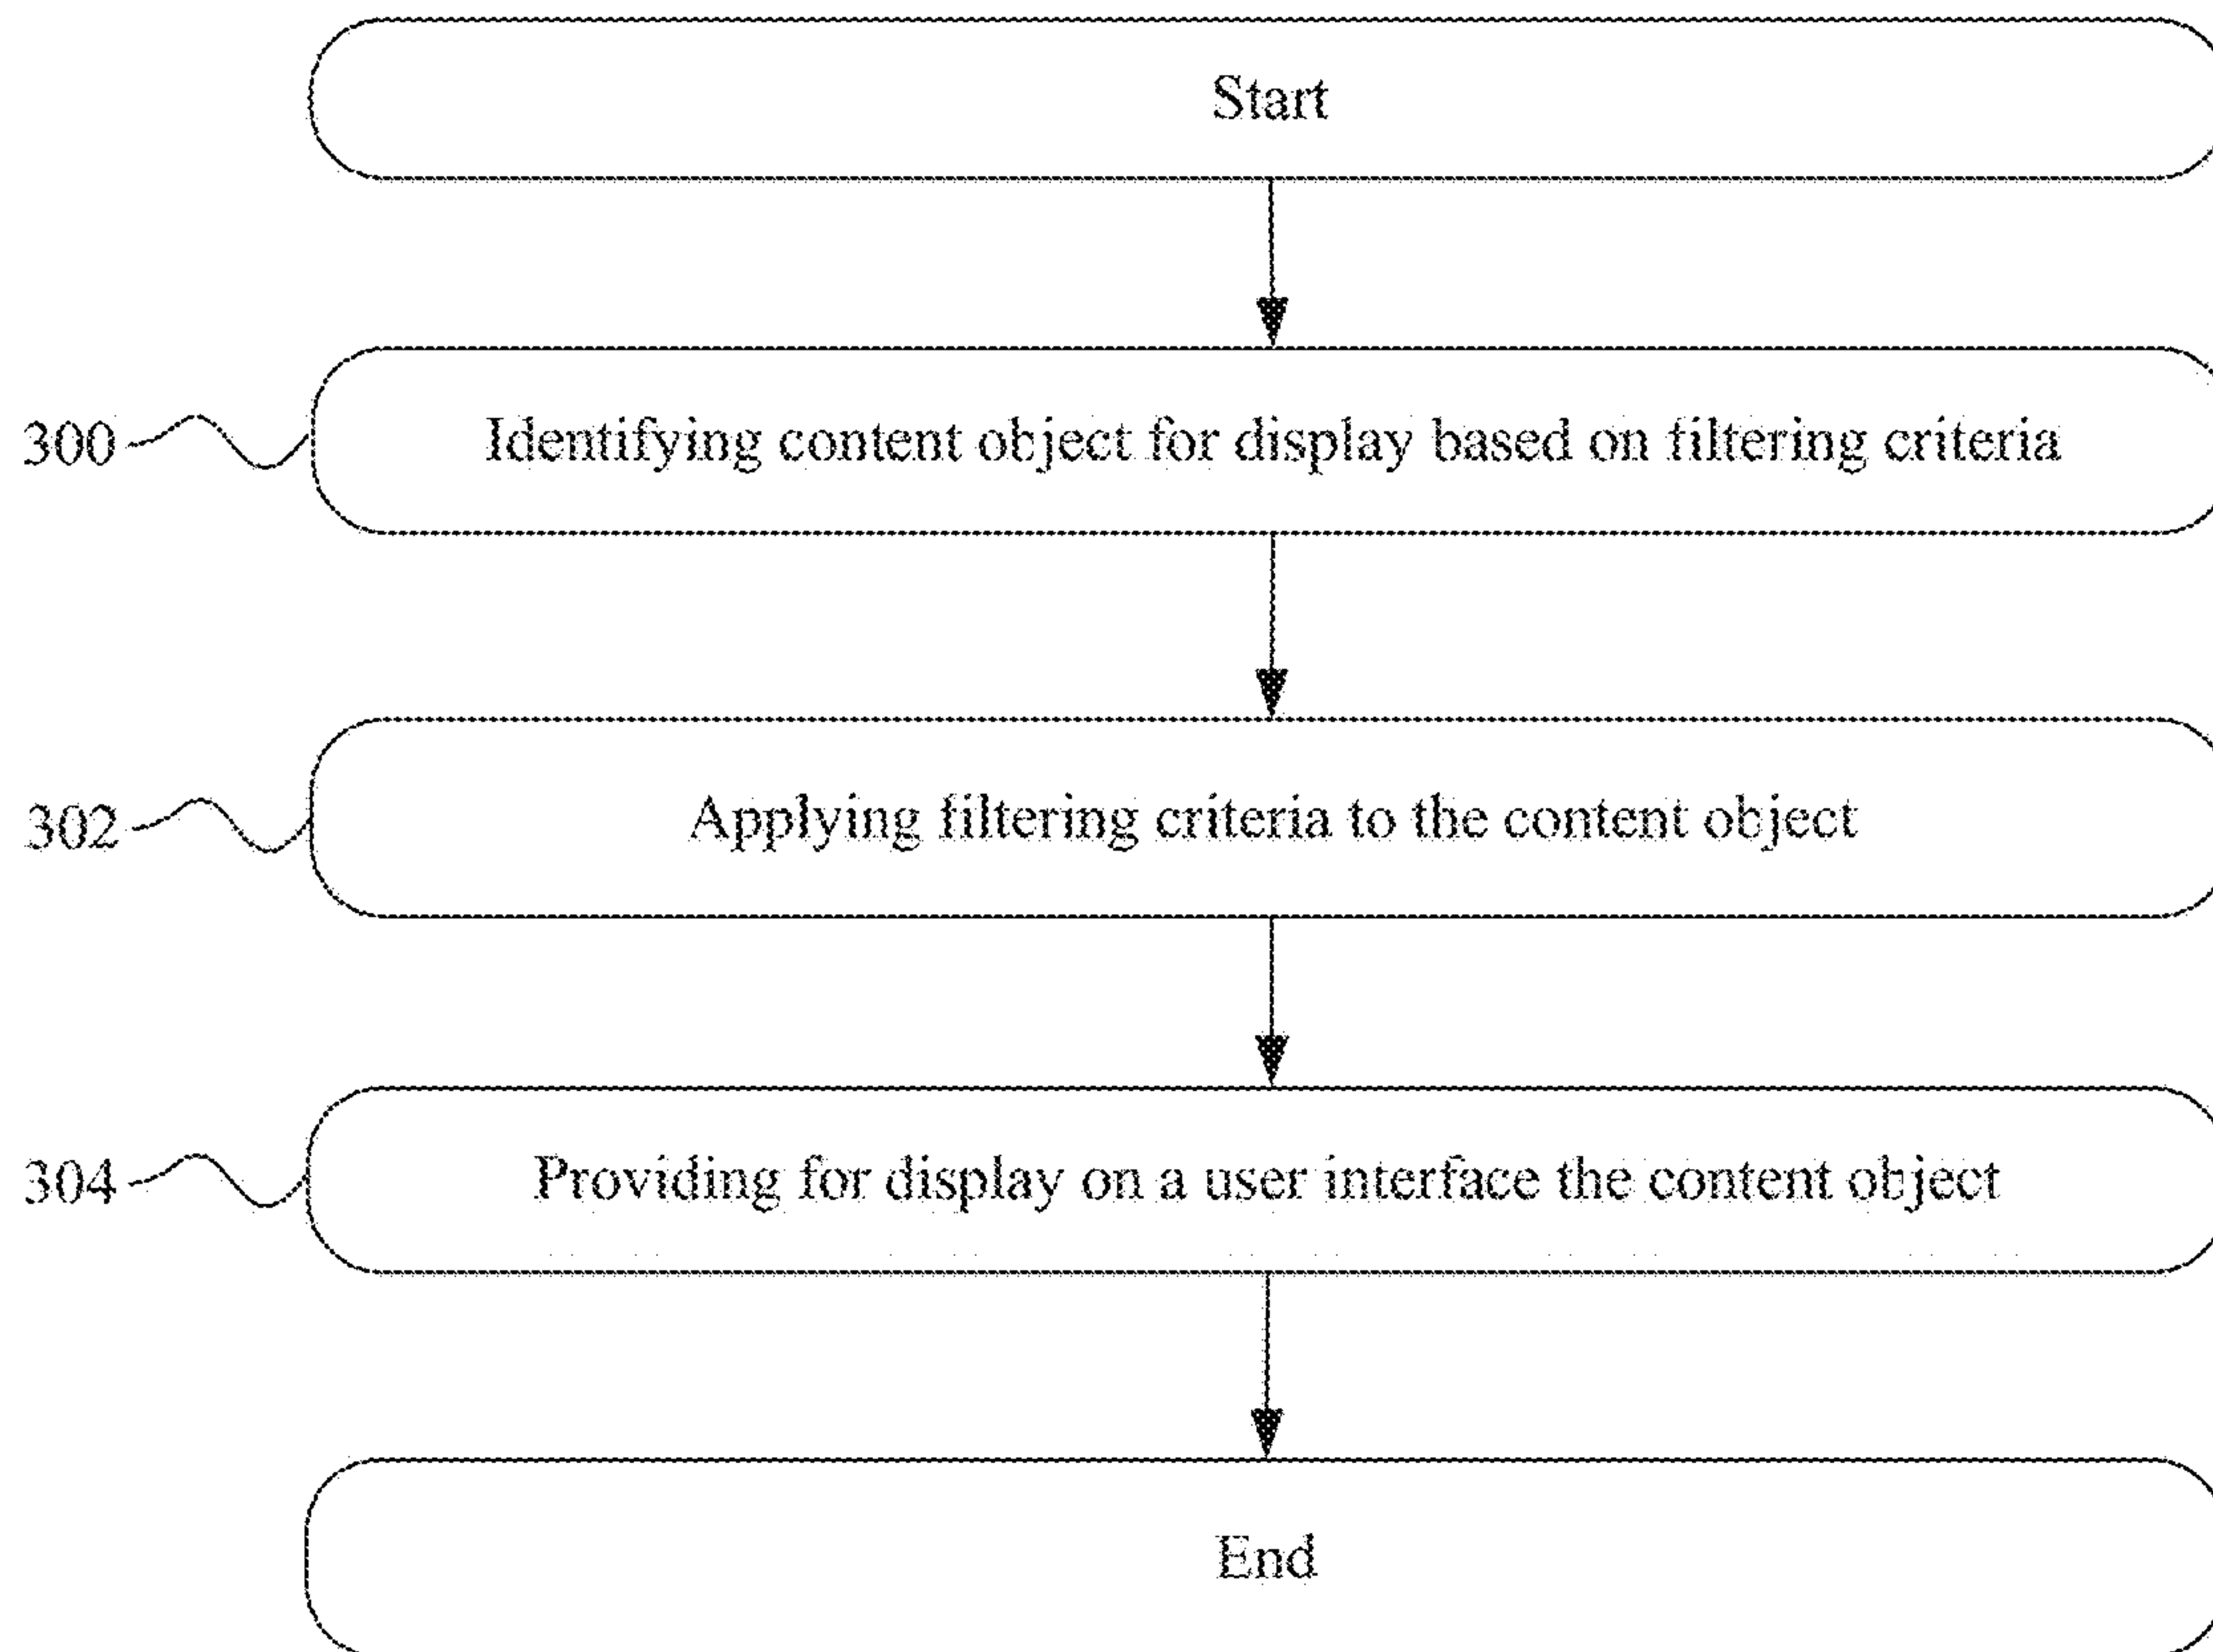 Start
300
Identifying content object for display based on filtering criteria
302
Applying filtering criteria to the content object
304
Providing for display on a user interface the content object
End